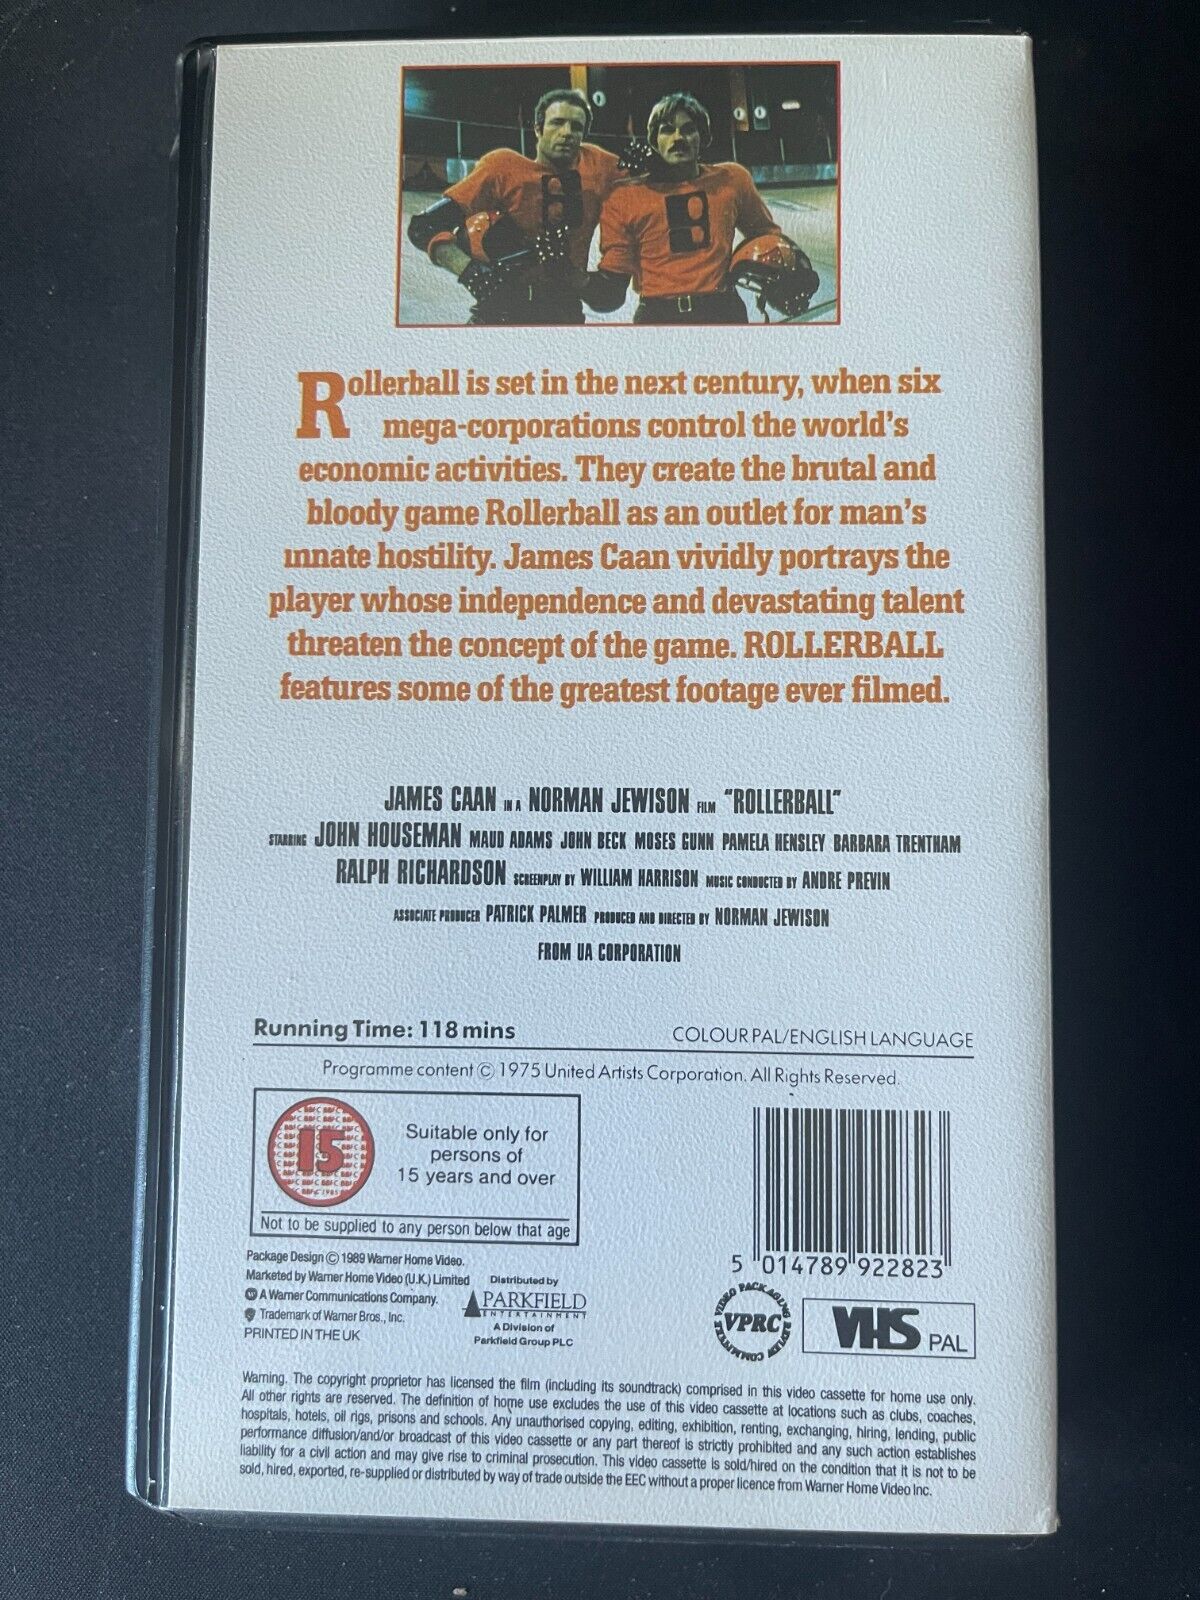 Rollerball is set in the next century, when six
mega-corporations control the world's
economic activities. They create the brutal and
bloody game Rollerball as an outlet for man's
innate hostility. James Caan vividly portrays the
player whose independence and devastating talent
threaten the concept of the game. ROLLERBALL
features some of the greatest footage ever filmed.
JAMES CAAN IN A NORMAN JEWISON FILM "ROLLERBALL"
STARRING JOHN HOUSEMAN MAUD ADAMS JOHN BECK MOSES GUNN PAMELA HENSLEY BARBARA TRENTHAM
RALPH RICHARDSON SCREENPLAY BY WILLIAM HARRISON MUSIC CONDUCTED BY ANDRE PREVIN
ASSOCIATE PRODUCER PATRICK PALMER PRODUCED AND DIRECTED BY NORMAN JEWISON
FROM UA CORPORATION
Running Time: 118 mins COLOUR PAL/ENGLISH LANGUAGE
Programme content © 1975 United Artists Corporation. All Rights Reserved.
15
Suitable only for
persons of
15 years and over
Not to be supplied to any person below that age
Package Design © 1989 Warner Home Video.
Marketed by Warner Home Video (U.K.) Limited
A Warner Communications Company.
Trademark of Warner Bros., Inc.
PRINTED IN THE UK
Distributed by
PARKFIELD
ENTERTAINMENT
A Division of
Parkfield Group PLC
5 014789 922823
VIDEO PACKAGING REVIEW COMMITTEE
VPRC
VHS PAL
Warning. The copyright proprietor has licensed the film (including its soundtrack) comprised in this video cassette for home use only.
All other rights are reserved. The definition of home use excludes the use of this video cassette at locations such as clubs, coaches,
hospitals, hotels, oil rigs, prisons and schools. Any unauthorised copying, editing, exhibition, renting, exchanging, hiring, lending, public
performance diffusion/and/or broadcast of this video cassette or any part thereof is strictly prohibited and any such action establishes
liability for a civil action and may give rise to criminal prosecution. This video cassette is sold/hired on the condition that it is not to be
sold, hired, exported, re-supplied or distributed by way of trade outside the EEC without a proper licence from Warner Home Video Inc.